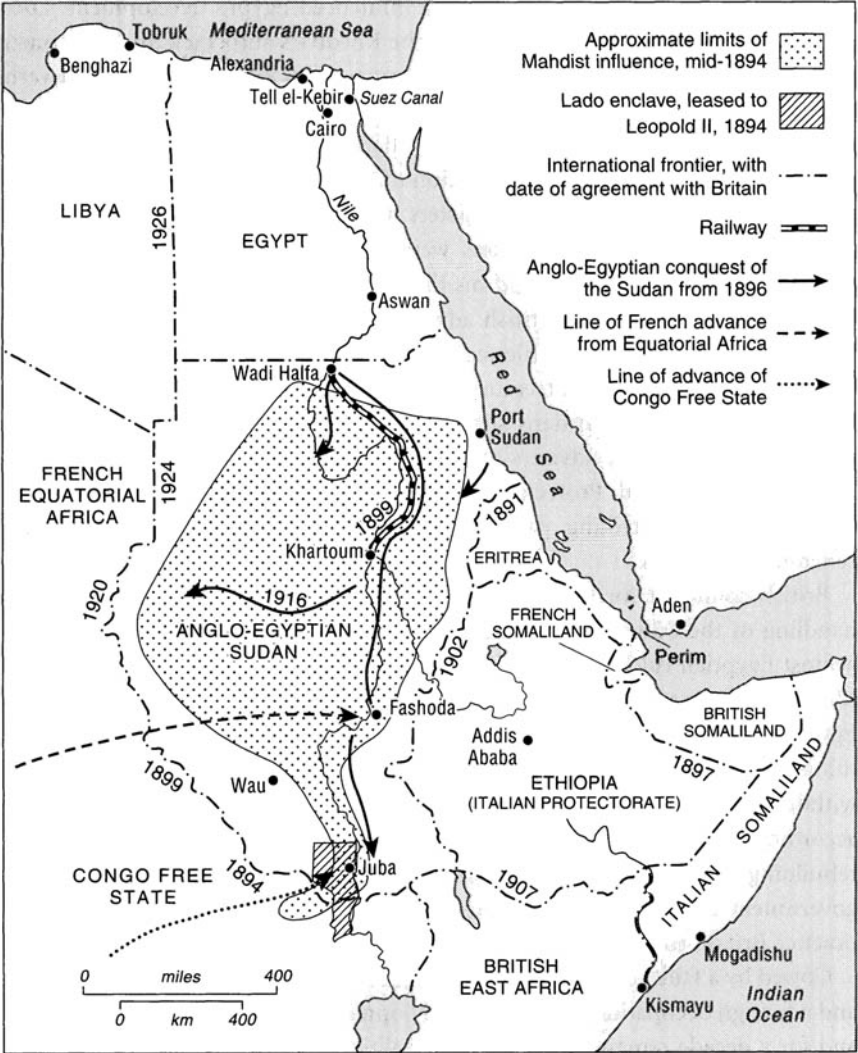 Mediterranean Sea
Tobruk
Benghazi
Alexandria
Tell el-Kebir
Suez Canal
Cairo
Approximate limits of
Mahdist influence, mid-1894
Lado enclave, leased to
Leopold II, 1894
International frontier, with
date of agreement with Britain
Railway
Anglo-Egyptian conquest of
the Sudan from 1896
Line of French advance
from Equatorial Africa
Line of advance of
Congo Free State
LIBYA
1926
EGYPT
Nile
Aswan
Wadi Halfa
Red Sea
Port
Sudan
FRENCH
EQUATORIAL
AFRICA
1924
1899
1891
Khartoum
ERITREA
1920
1916
ANGLO-EGYPTIAN
SUDAN
1902
FRENCH
SOMALILAND
Aden
Perim
Fashoda
Addis
Ababa
BRITISH
SOMALILAND
1897
1899
Wau
ETHIOPIA
(ITALIAN PROTECTORATE)
ITALIAN SOMALILAND
CONGO FREE
STATE
1894
Juba
1907
Mogadishu
BRITISH
EAST AFRICA
Kismayu
Indian
Ocean
0 miles 400
0 km 400